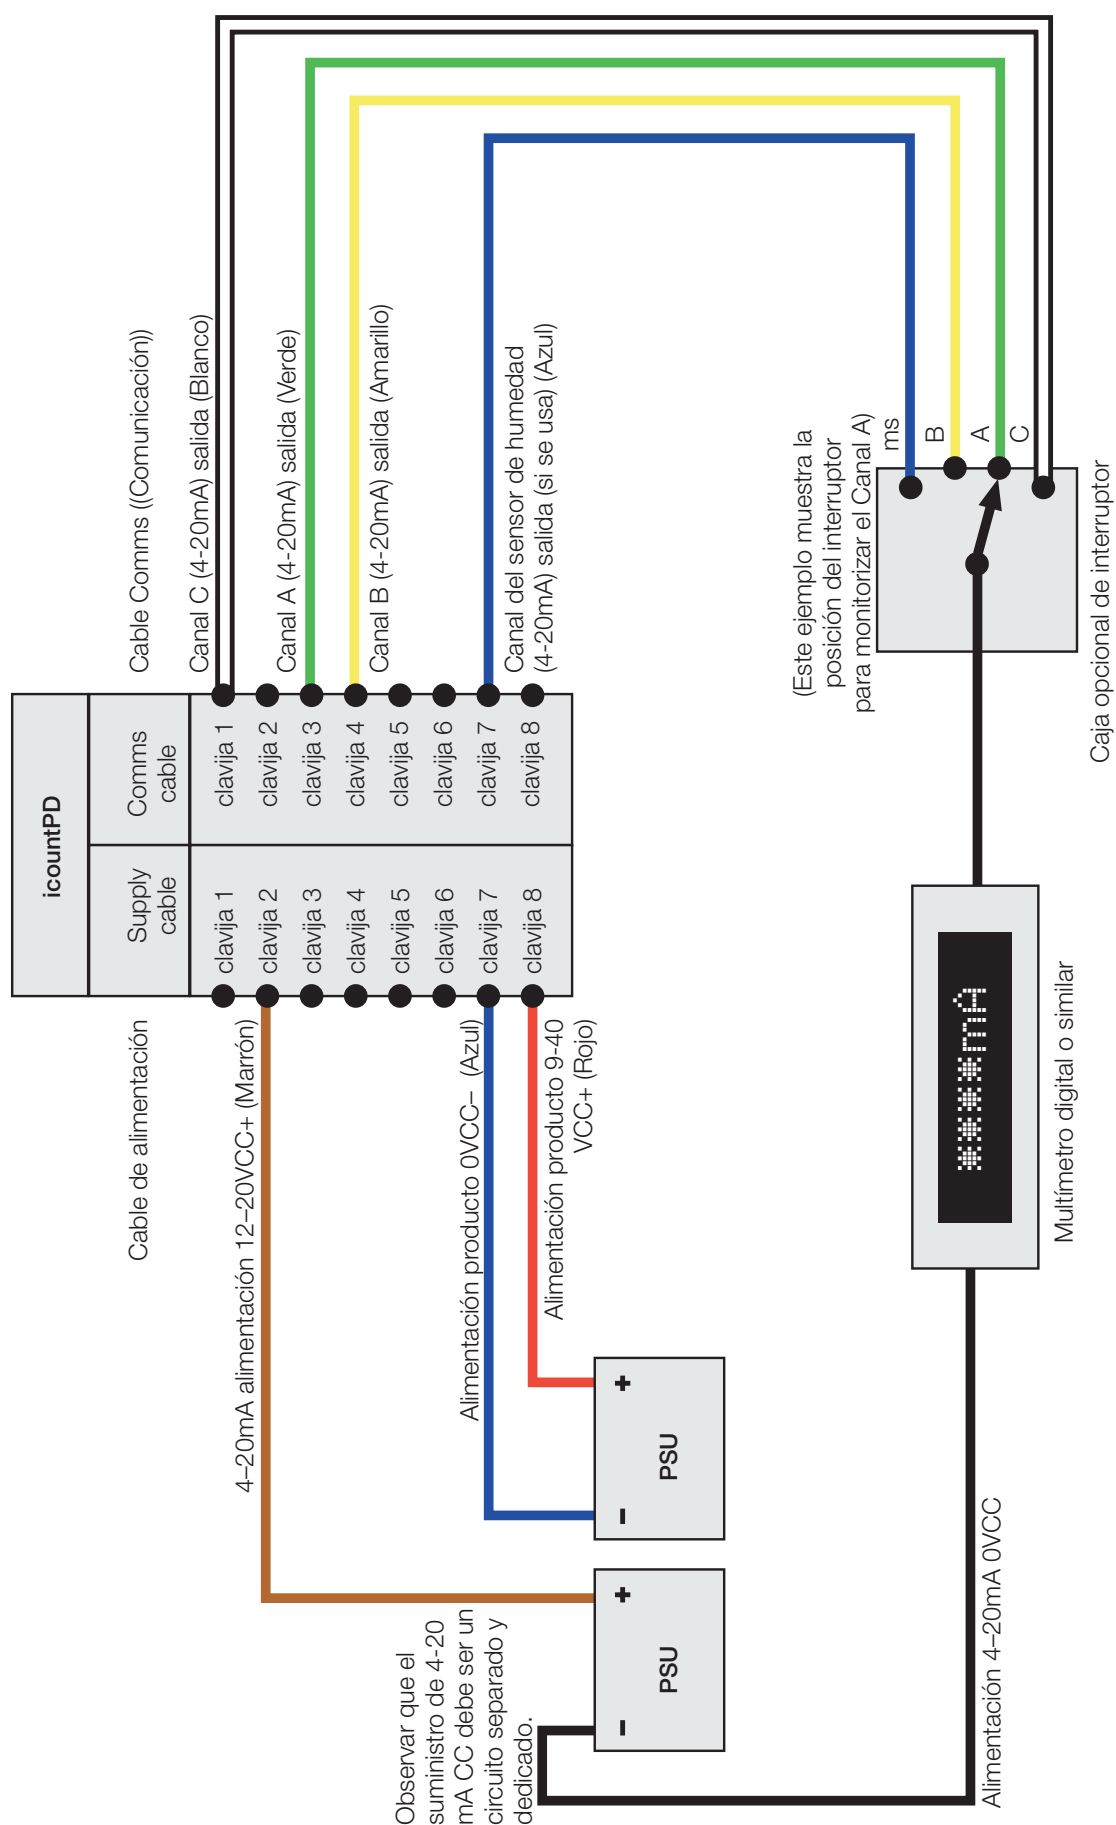 icountPD
Supply
cable
Comms
cable
Cable de alimentación
Cable Comms ((Comunicación))
clavija 1
clavija 2
clavija 3
clavija 4
clavija 5
clavija 6
clavija 7
clavija 8
clavija 1
clavija 2
clavija 3
clavija 4
clavija 5
clavija 6
clavija 7
clavija 8
4–20mA alimentación 12–20VCC+ (Marrón)
Alimentación producto 0VCC– (Azul)
Alimentación producto 9-40
VCC+ (Rojo)
Canal C (4-20mA) salida (Blanco)
Canal A (4-20mA) salida (Verde)
Canal B (4-20mA) salida (Amarillo)
Canal del sensor de humedad
(4-20mA) salida (si se usa) (Azul)
Observar que el
suministro de 4-20
mA CC debe ser un
circuito separado y
dedicado.
– +
PSU
– +
PSU
(Este ejemplo muestra la
posición del interruptor
para monitorizar el Canal A)
ms
B
A
C
Caja opcional de interruptor
****mA
Multímetro digital o similar
Alimentación 4–20mA 0VCC